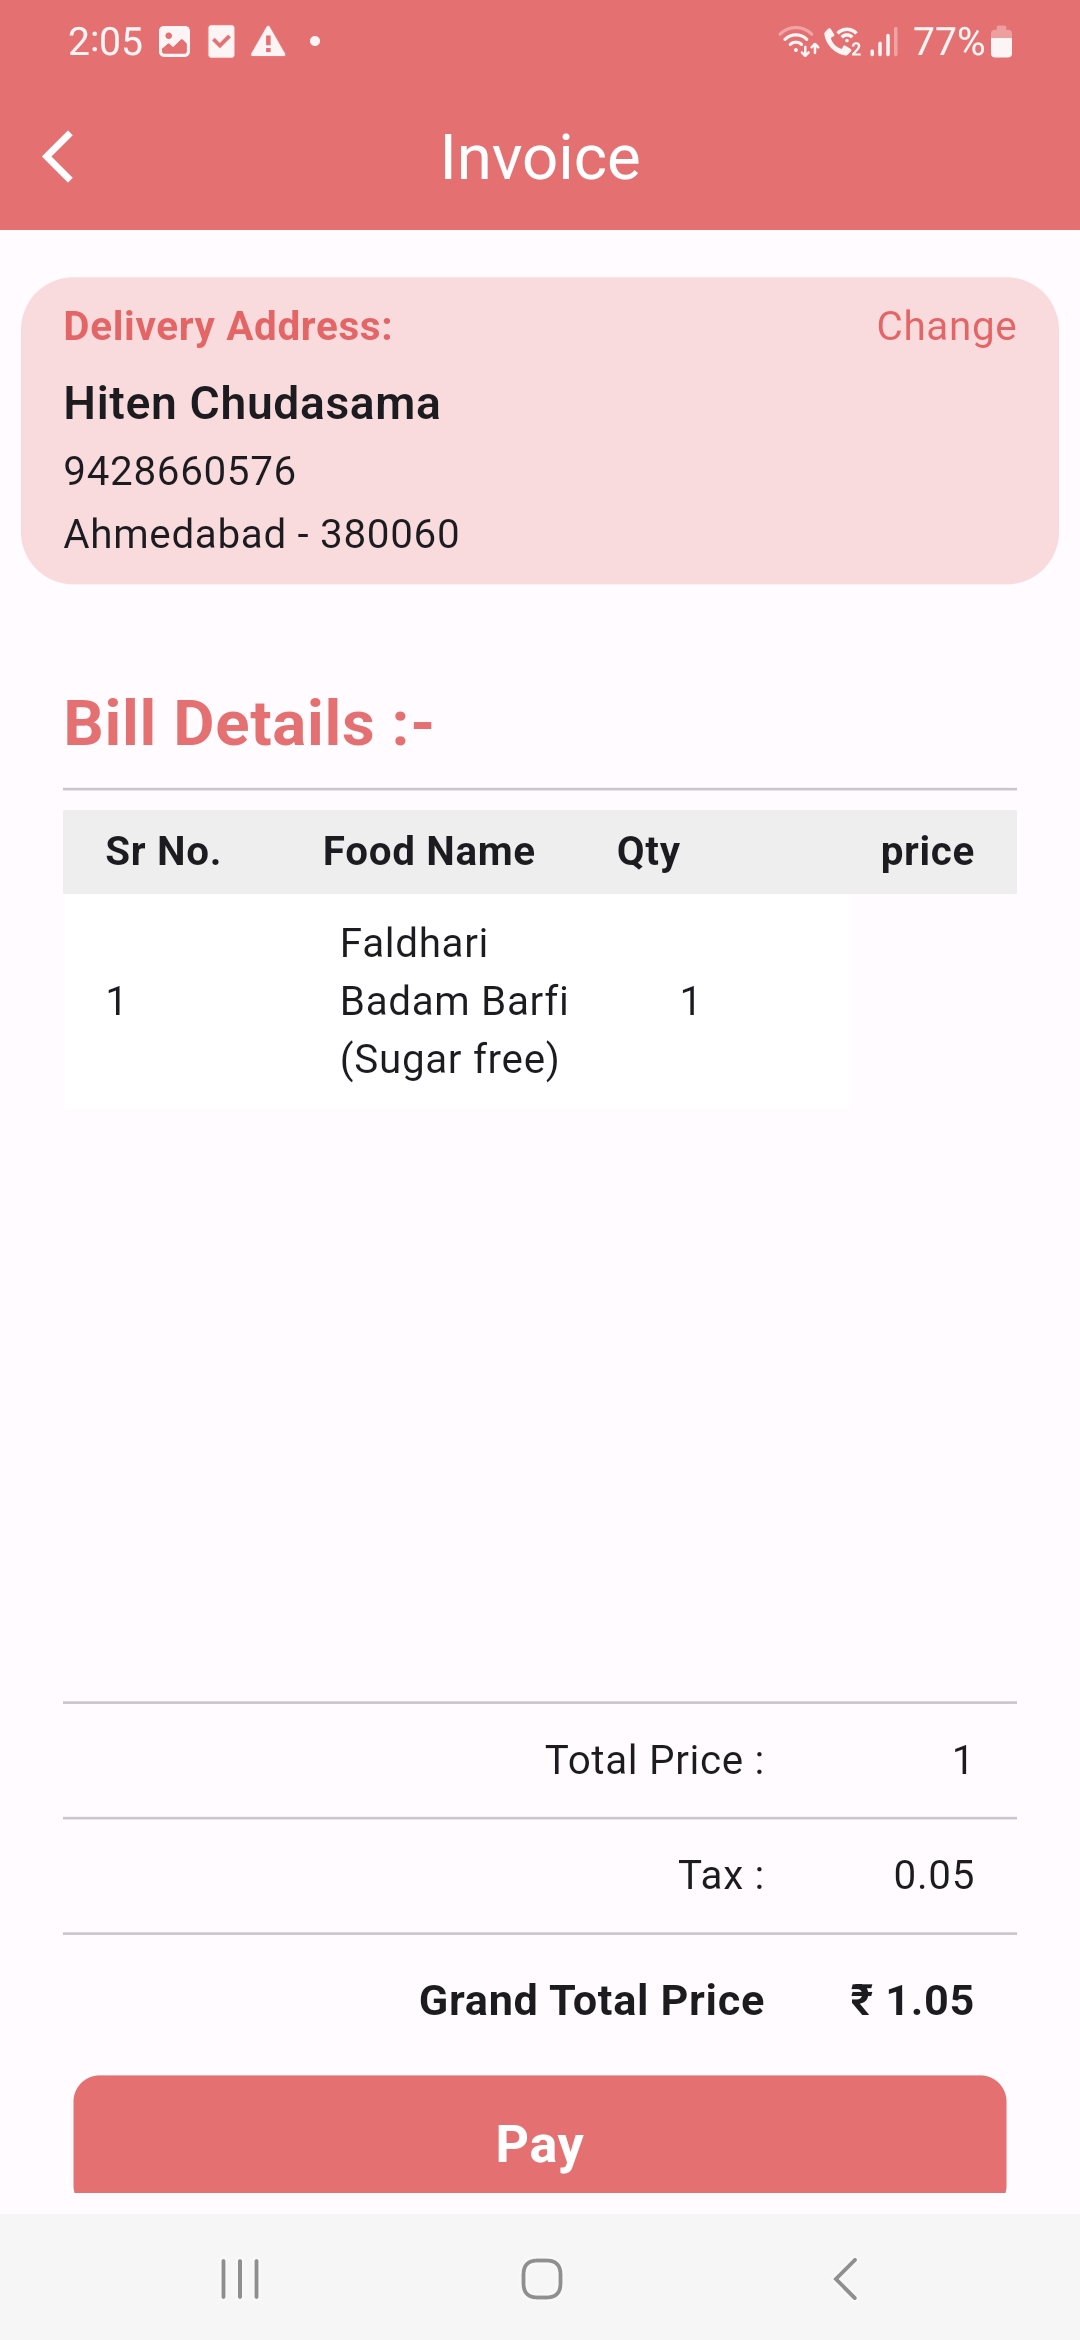 2:05
2 77%
Invoice
Delivery Address: Change
Hiten Chudasama
9428660576
Ahmedabad - 380060
Bill Details :-
Sr No. Food Name Qty price
1 Faldhari Badam Barfi (Sugar free) 1
Total Price : 1
Tax : 0.05
Grand Total Price ₹ 1.05
Pay